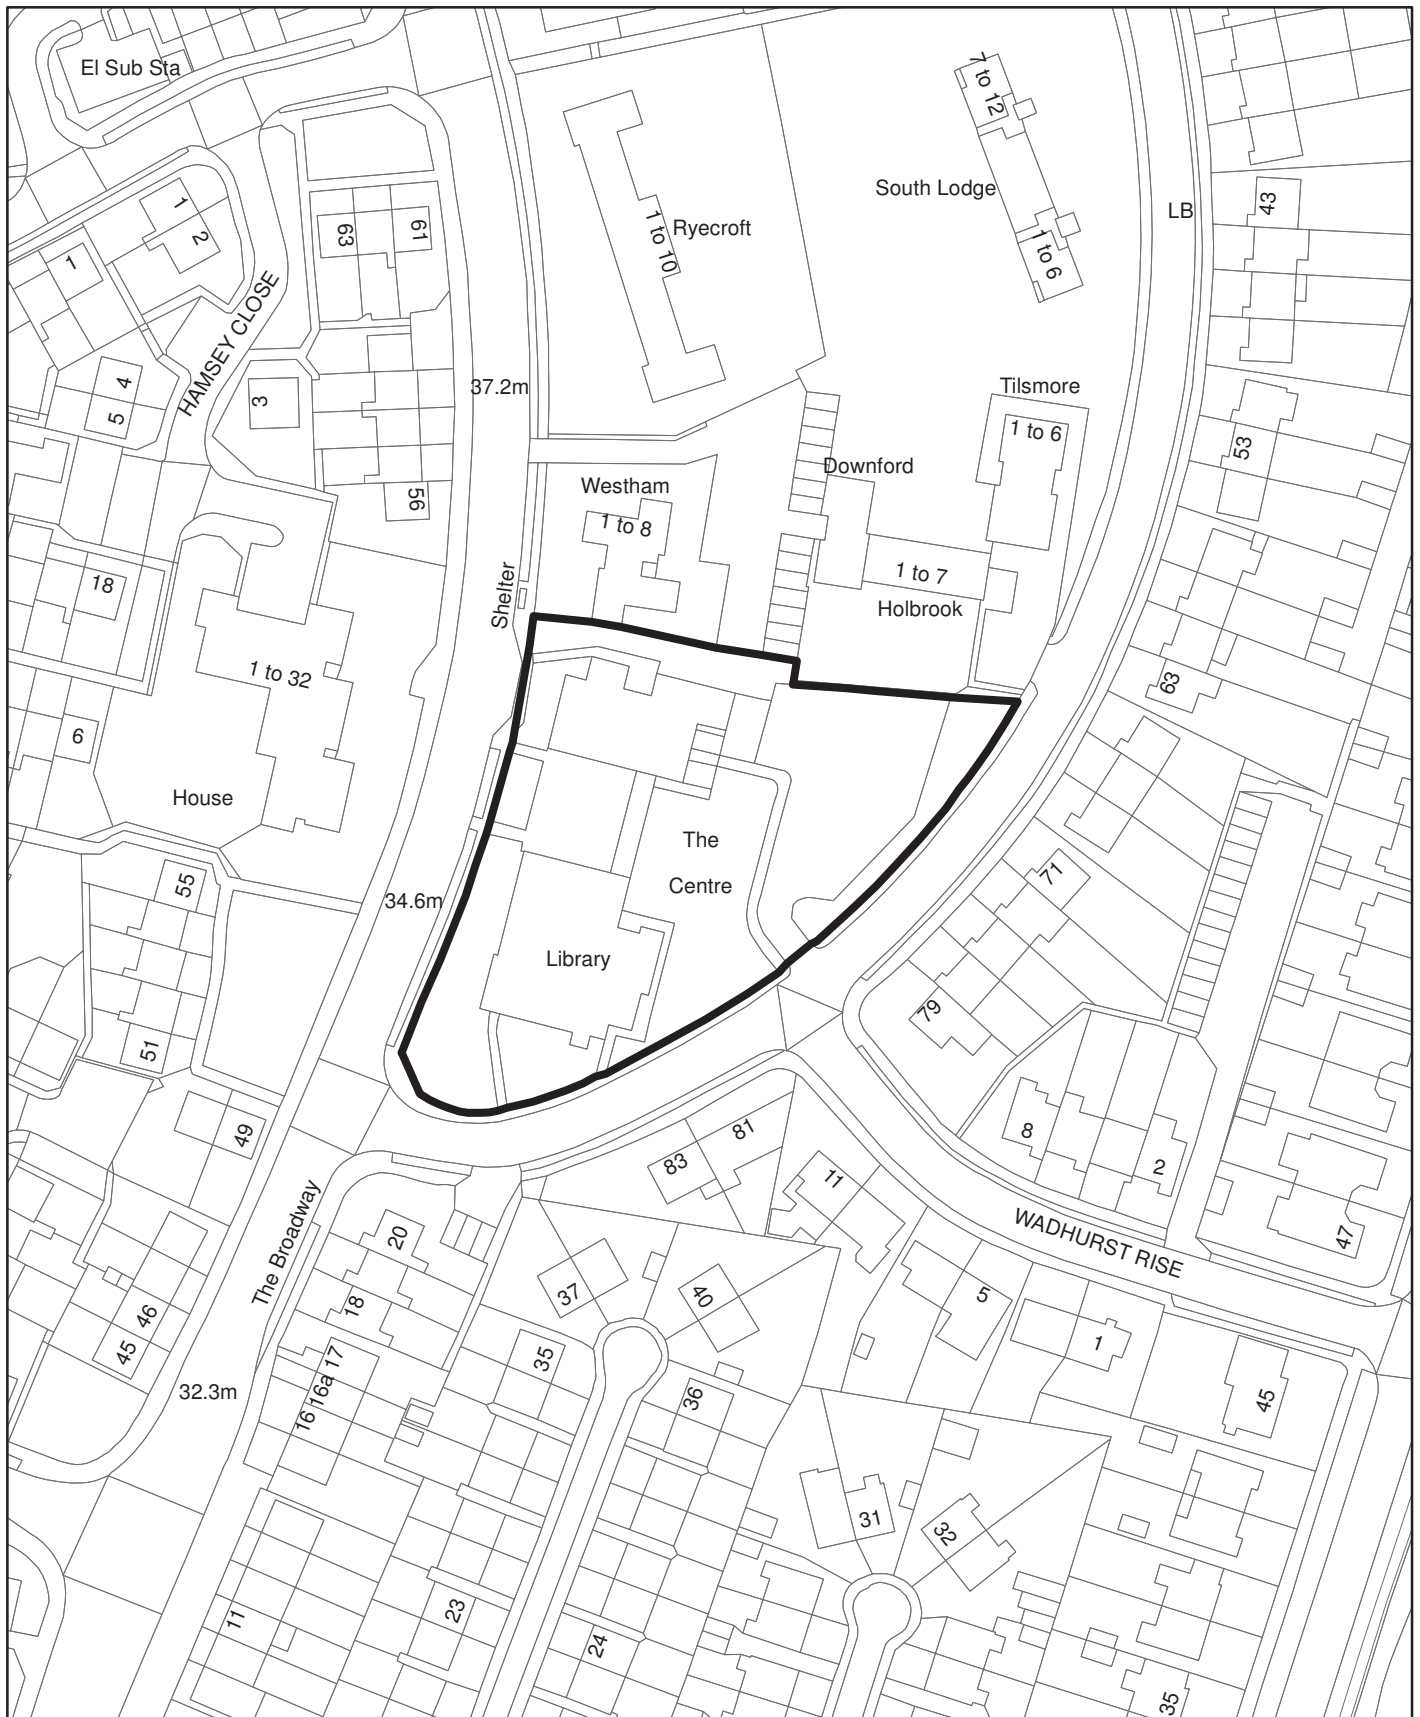 El Sub Sta
7 to 12
South Lodge
LB
43
1
2
1
63
61
Ryecroft
1 to 10
1 to 6
HAMSEY CLOSE
4
5
3
37.2m
Tilsmore
1 to 6
53
Downford
Westham
1 to 8
56
18
Shelter
1 to 7
Holbrook
1 to 32
63
6
House
The
Centre
71
55
34.6m
Library
79
51
49
8
2
83
81
11
WADHURST RISE
47
The Broadway
20
18
37
40
5
1
46
45
17
16a
16
35
36
45
32.3m
31
32
11
23
24
35